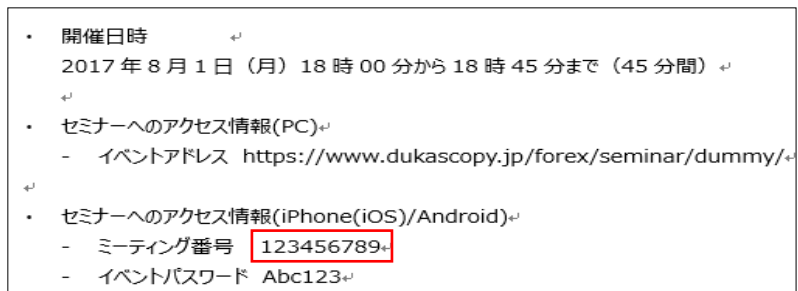 ・ 開催日時 ↵
2017 年 8 月 1 日（月）18 時 00 分から 18 時 45 分まで（45 分間）↵
↵
・ セミナーへのアクセス情報(PC)↵
- イベントアドレス https://www.dukascopy.jp/forex/seminar/dummy/↵
↵
・ セミナーへのアクセス情報(iPhone(iOS)/Android)↵
- ミーティング番号 123456789↵
- イベントパスワード Abc123↵